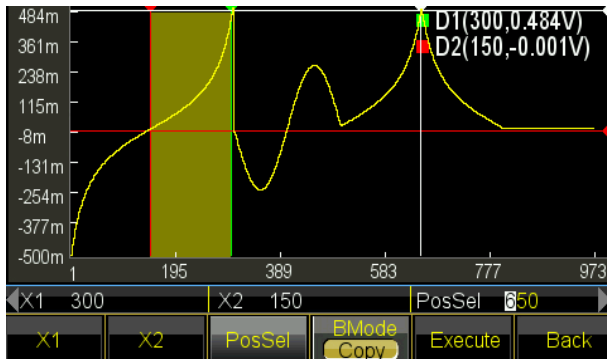 484m
D1(300,0.484V)
361m
D2(150,-0.001V)
238m
115m
-8m
-131m
-254m
-377m
-500m
1 195 389 583 777 973
X1 300 X2 150 PosSel 650
X1 X2 PosSel BMode Copy Execute Back